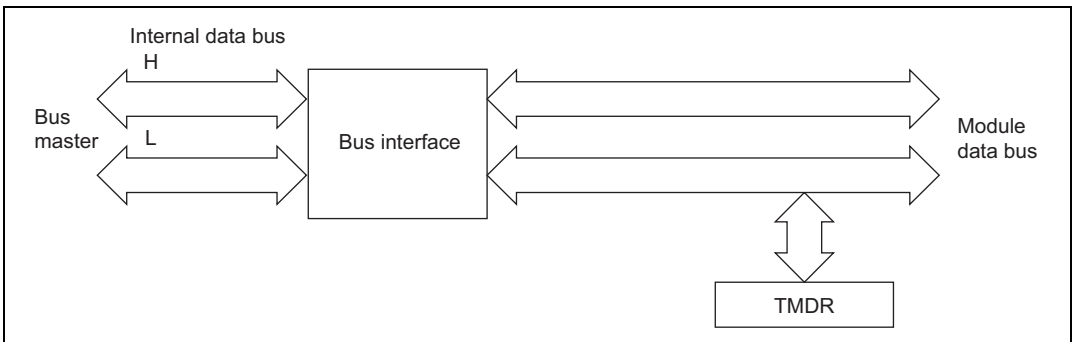 Internal data bus
H
Bus
master
L
Bus interface
Module
data bus
TMDR